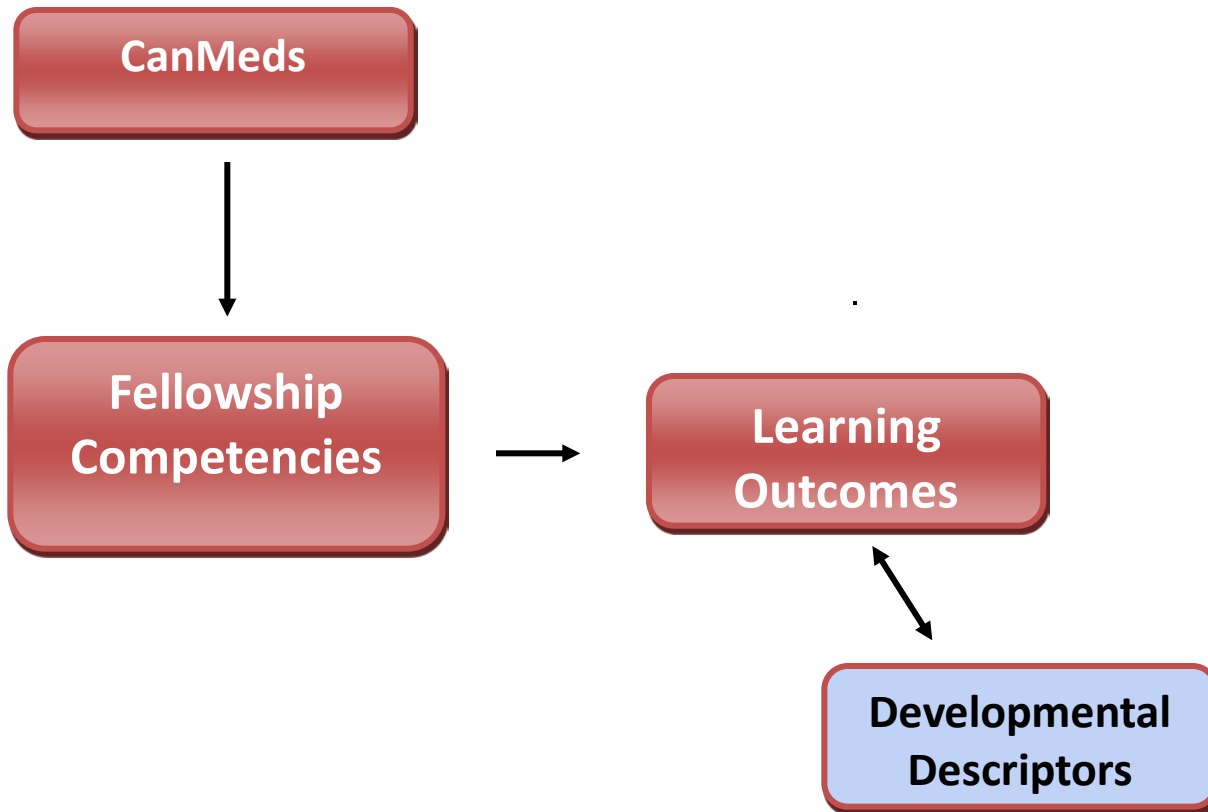 CanMeds
Fellowship
Competencies
Learning
Outcomes
Developmental
Descriptors